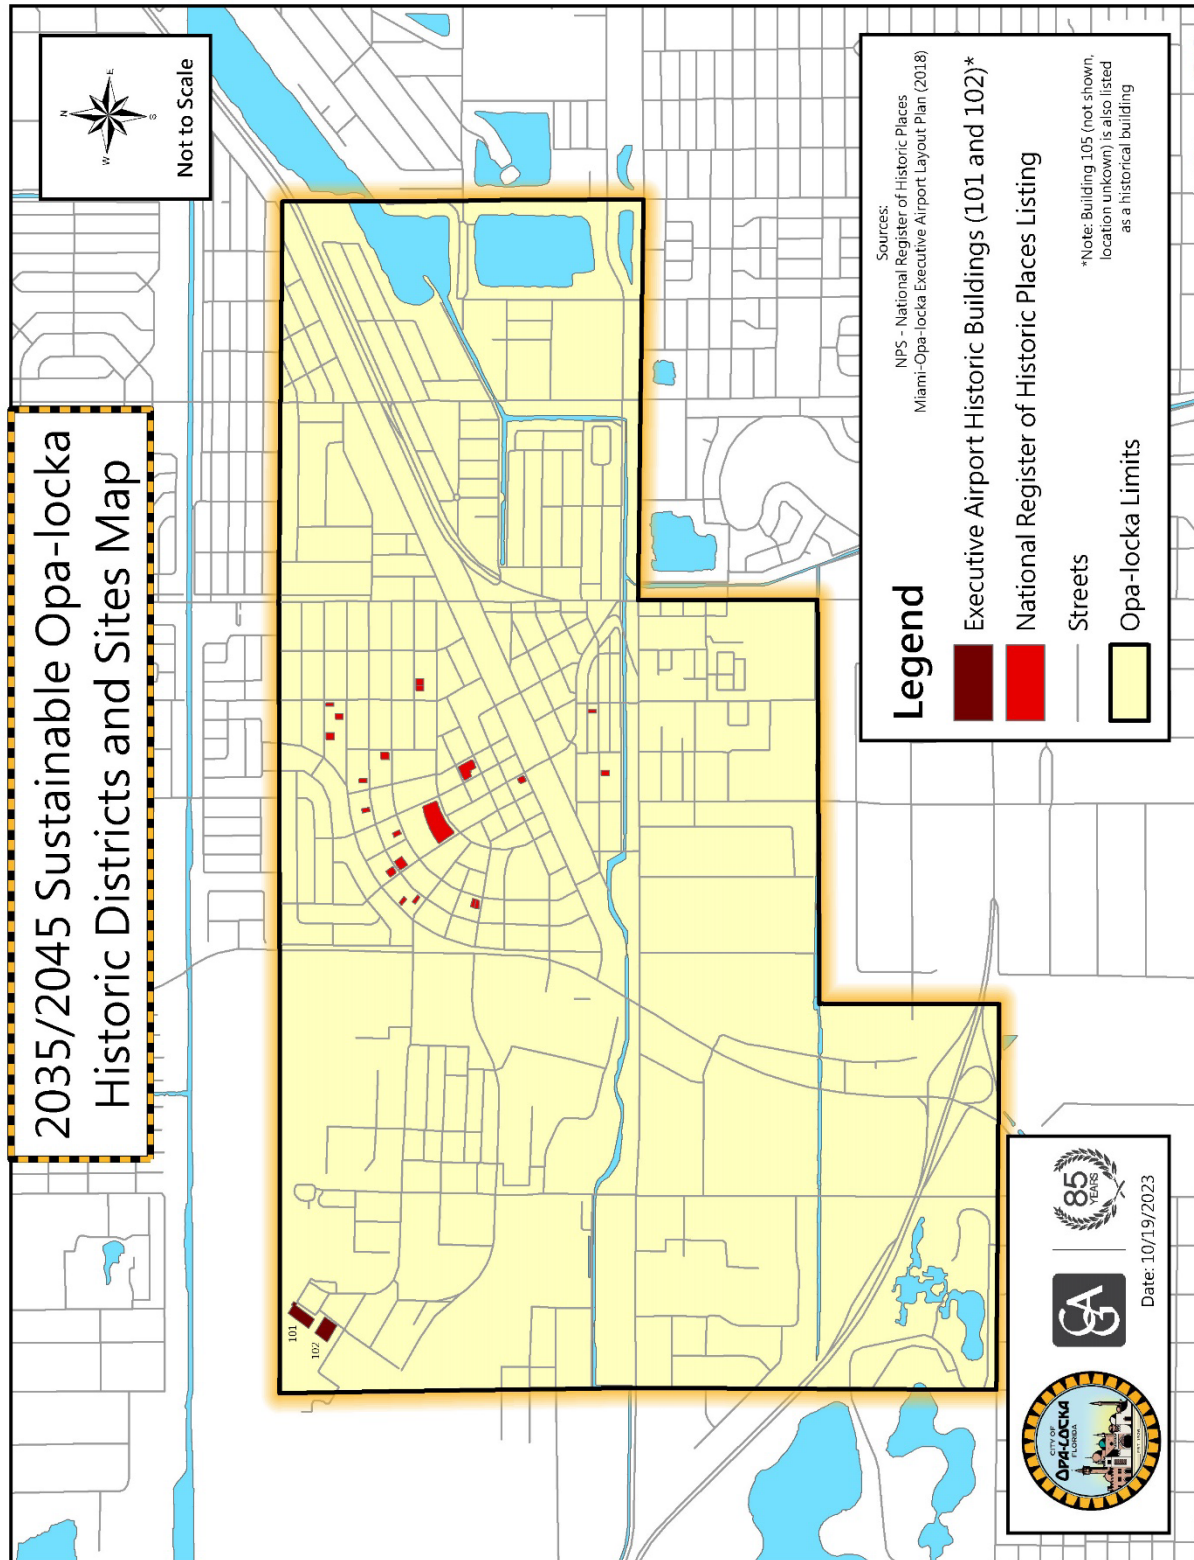 2035/2045 Sustainable Opa-locka
Historic Districts and Sites Map
N
W
E
S
Not to Scale
101
102
CITY OF
OPA-LOCKA
FLORIDA
CGA
85
YEARS
Date: 10/19/2023
Legend
Executive Airport Historic Buildings (101 and 102)*
National Register of Historic Places Listing
Streets
Opa-locka Limits
Sources:
NPS - National Register of Historic Places
Miami-Opa-locka Executive Airport Layout Plan (2018)
*Note: Building 105 (not shown,
location unkown) is also listed
as a historical building